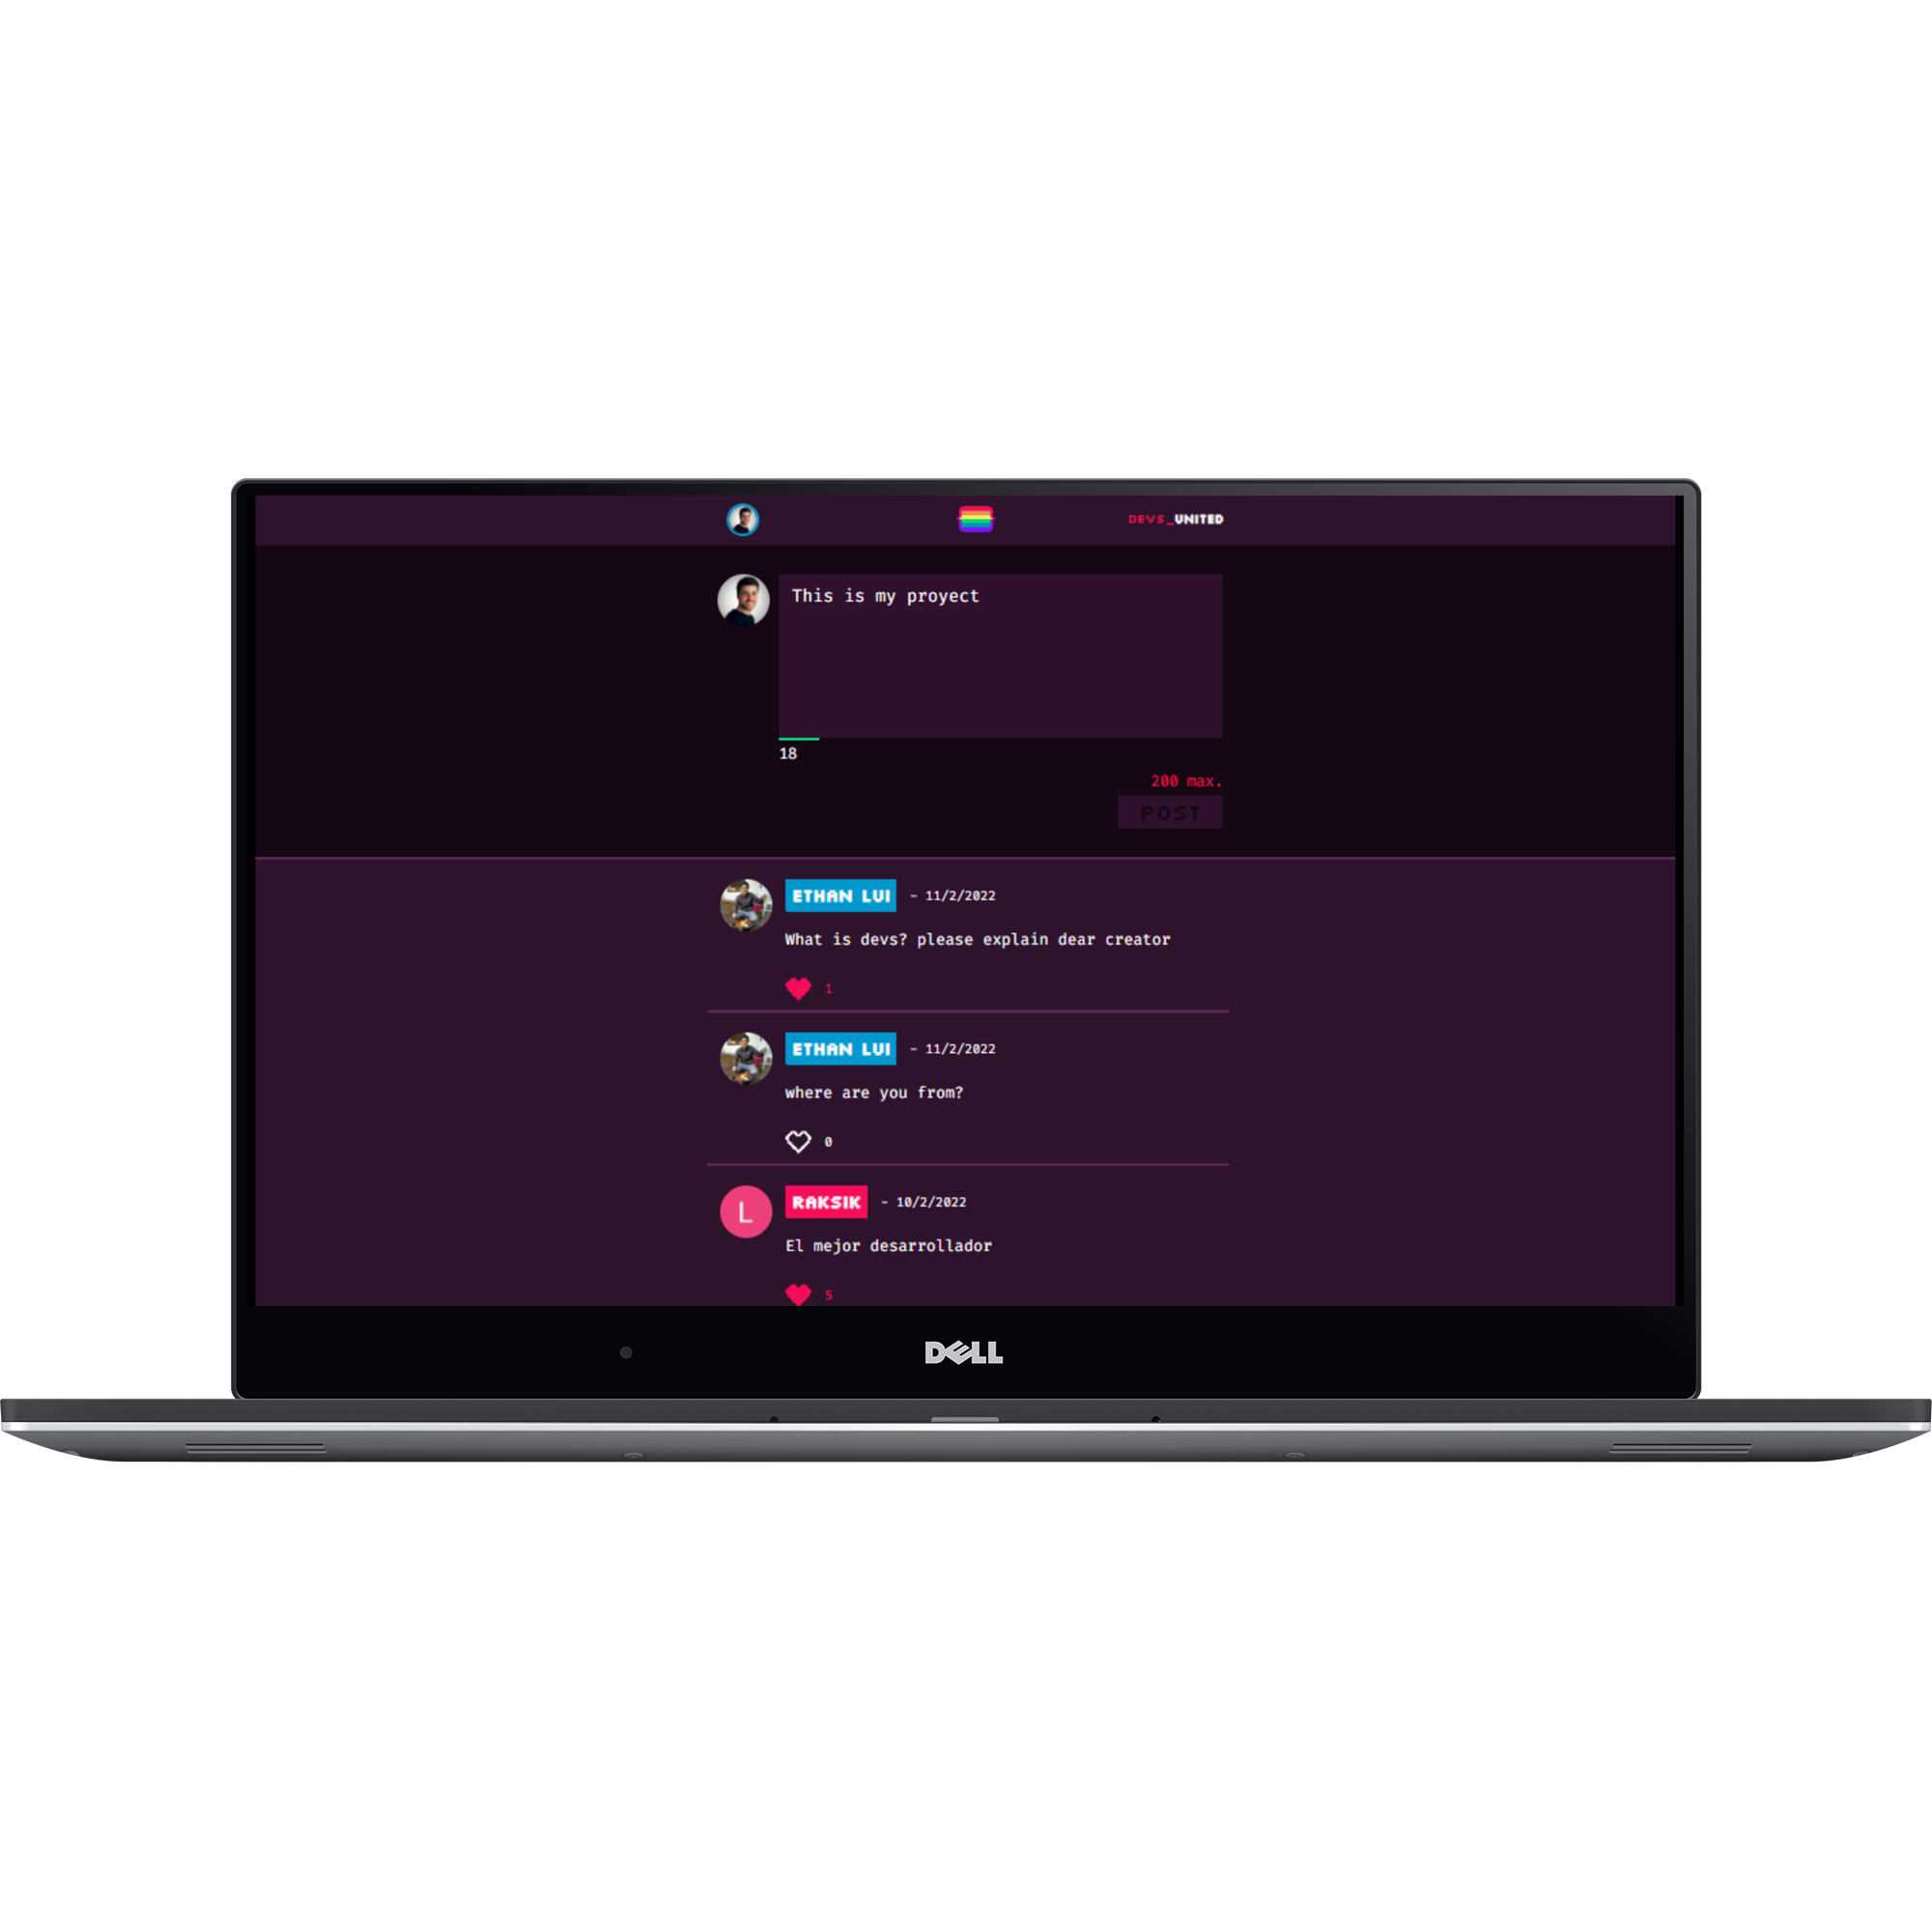 DEVS_UNITED
This is my proyect
18
200 max.
POST
ETHAN LUI - 11/2/2022
What is devs? please explain dear creator
1
ETHAN LUI - 11/2/2022
where are you from?
0
L RAKSIK - 10/2/2022
El mejor desarrollador
5
DELL